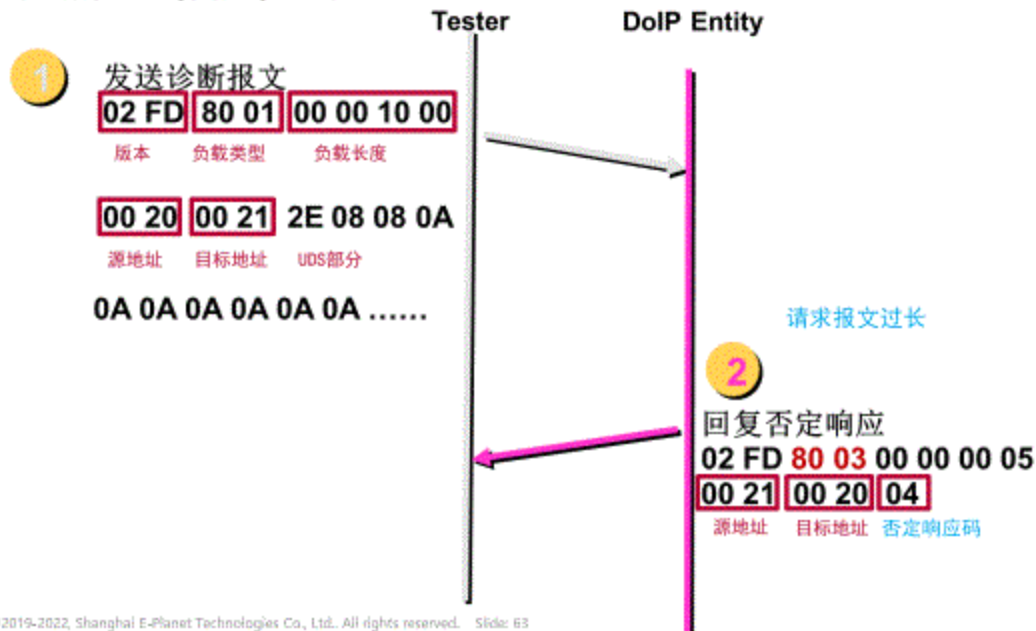 Tester
DoIP Entity
1
发送诊断报文
02 FD 80 01 00 00 10 00
版本 负载类型 负载长度
00 20 00 21 2E 08 08 0A
源地址 目标地址 UDS部分
0A 0A 0A 0A 0A 0A ……
请求报文过长
2
回复否定响应
02 FD 80 03 00 00 00 05
00 21 00 20 04
源地址 目标地址 否定响应码
2019-2022, Shanghai E-Planet Technologies Co., Ltd.. All rights reserved. Slide: 63